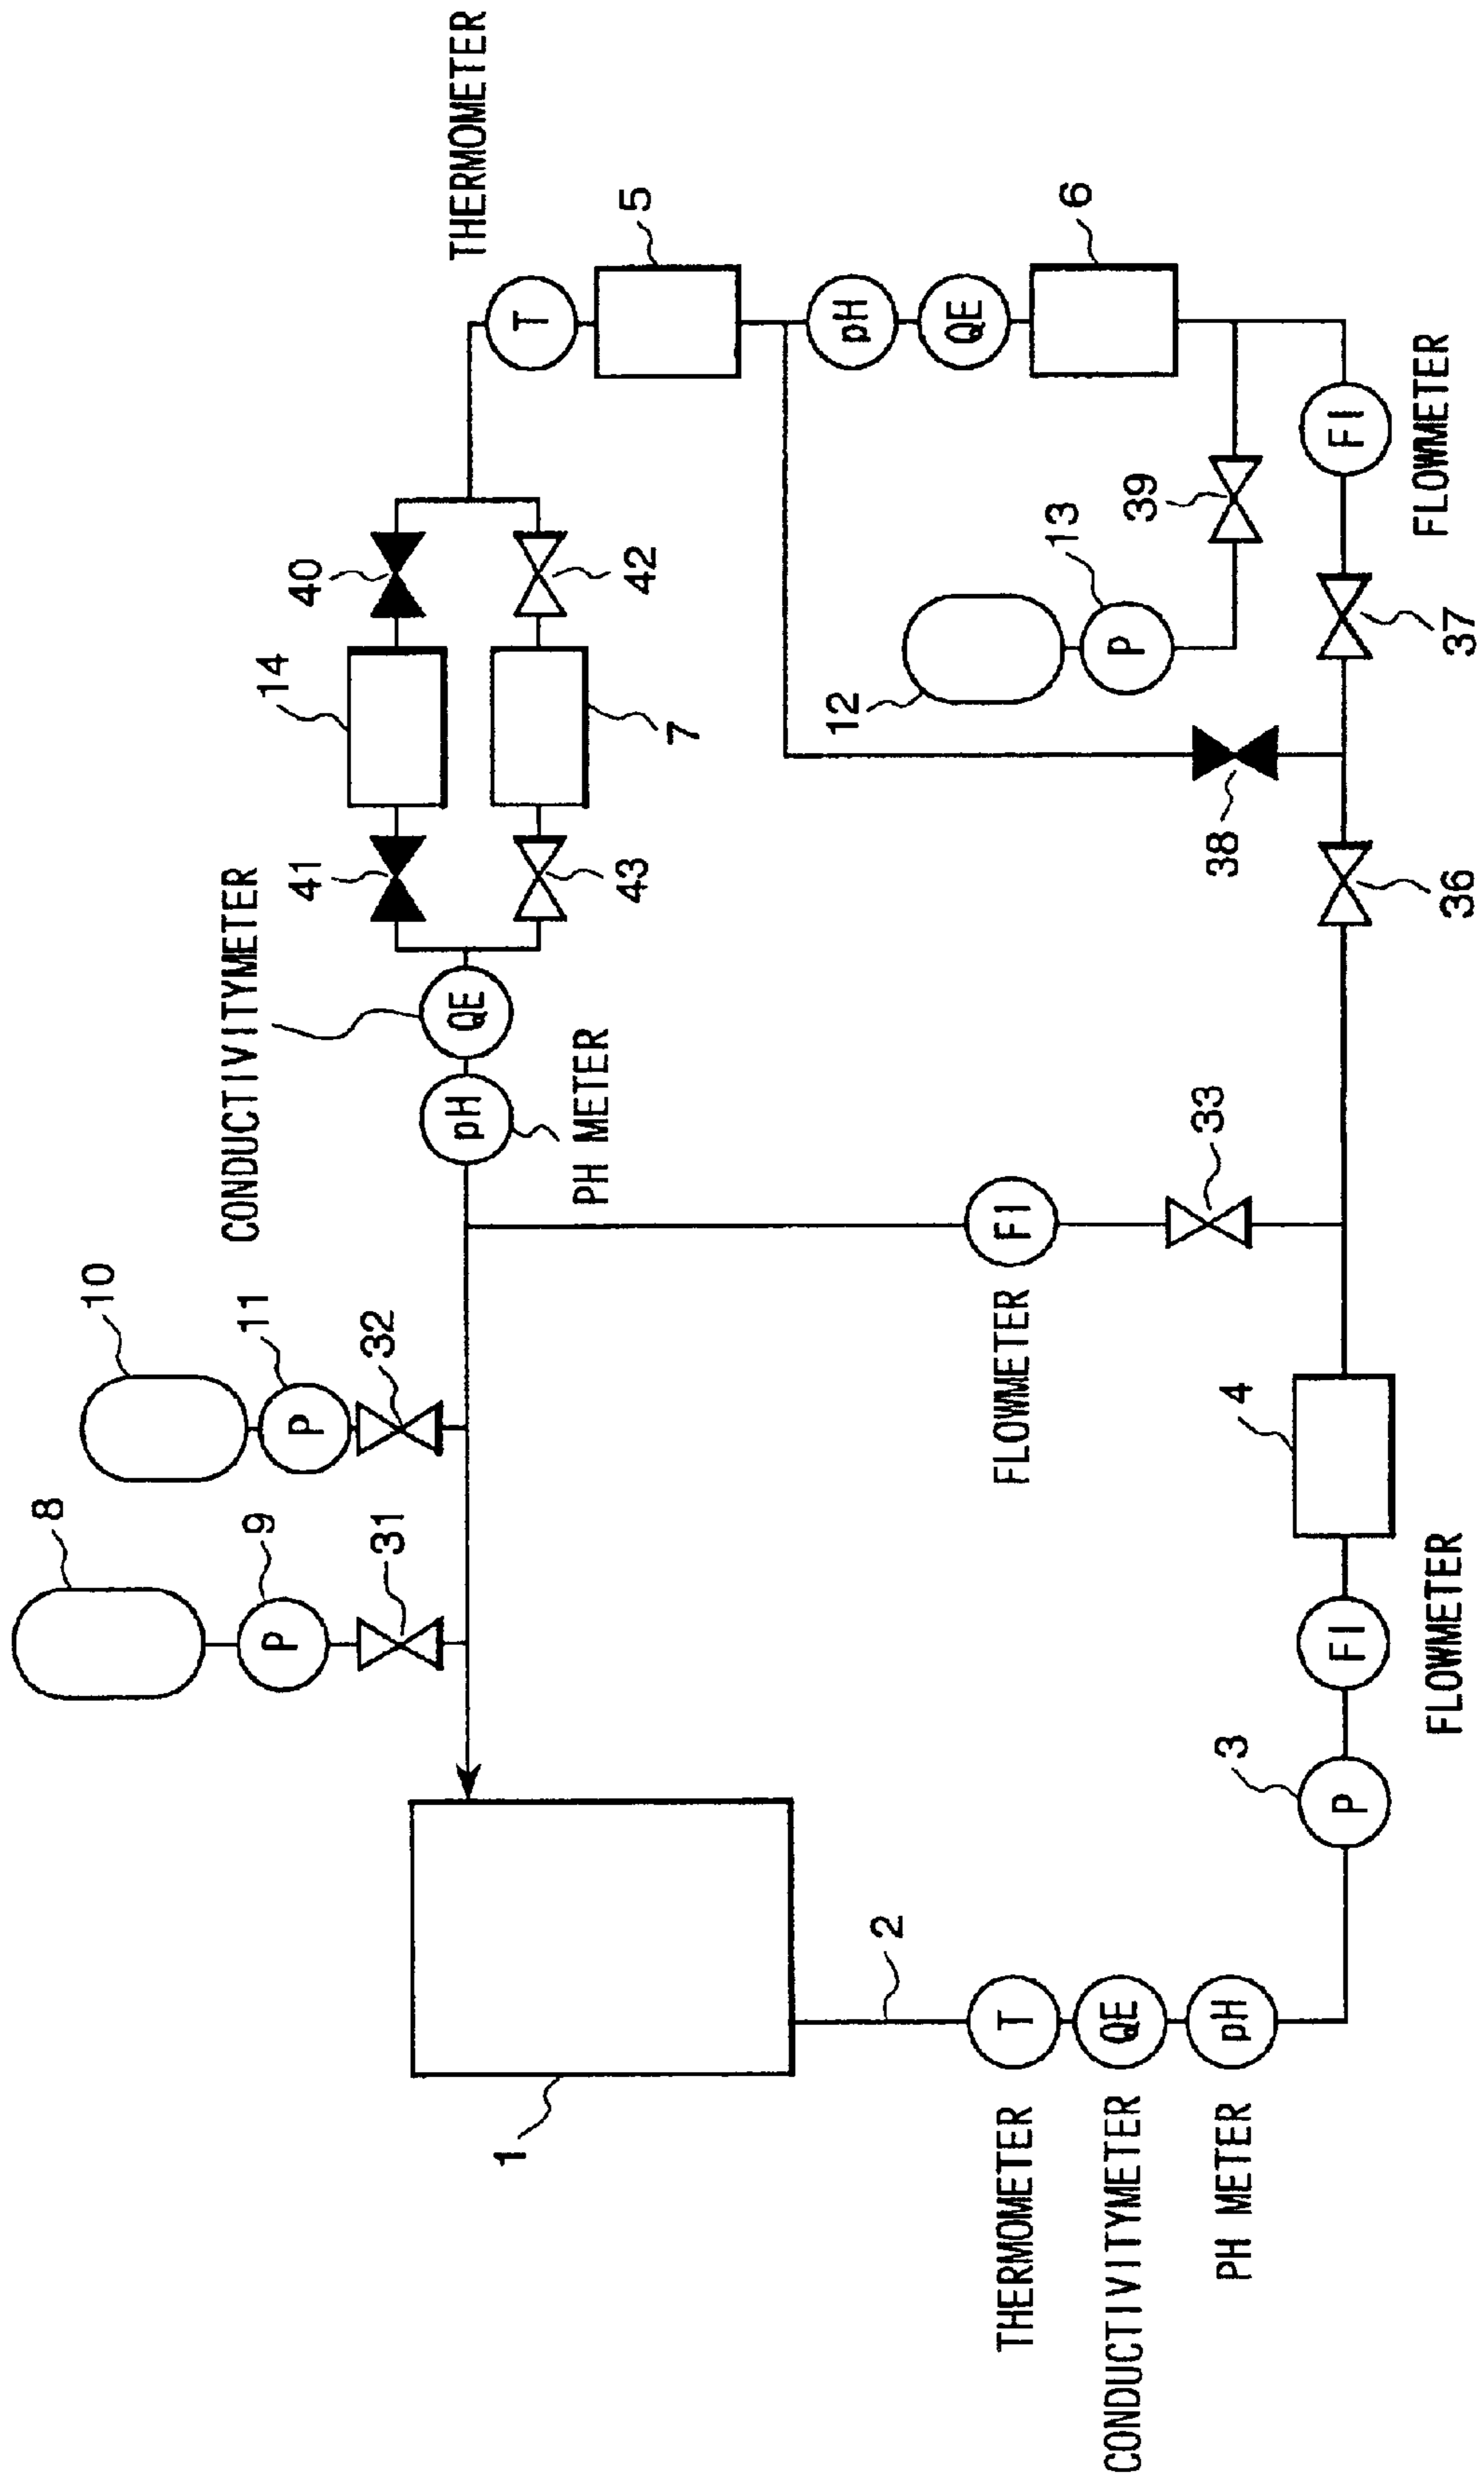 8
10
9
11
CONDUCTIVITYMETER
14
P
P
41
40
31
32
THERMOMETER
pH
QE
1
T
PH METER
43
42
5
7
12
pH
2
QE
THERMOMETER
T
FLOWMETER
FI
13
6
CONDUCTIVITYMETER
QE
P
39
PH METER
pH
3
4
33
38
P
FI
FI
FLOWMETER
36
37
FLOWMETER